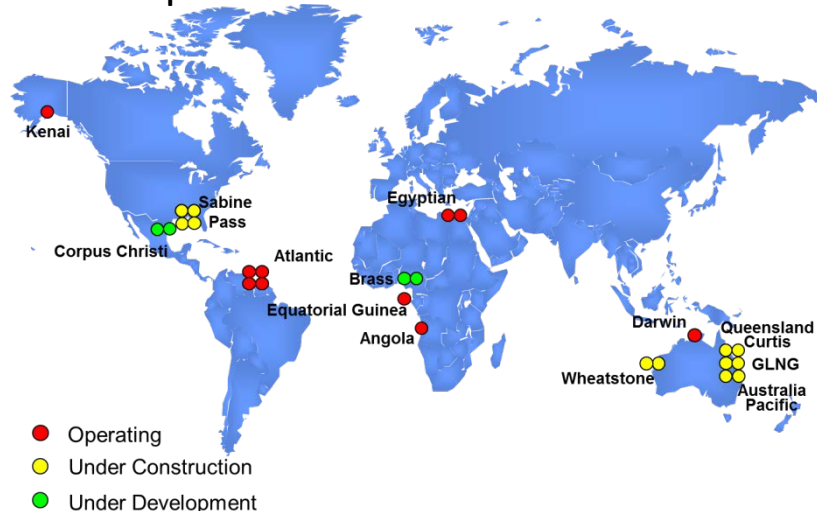 Kenai
Sabine
Pass
Corpus Christi
Atlantic
Egyptian
Brass
Equatorial Guinea
Angola
Darwin
Queensland
Curtis
GLNG
Wheatstone
Australia
Pacific
Operating
Under Construction
Under Development